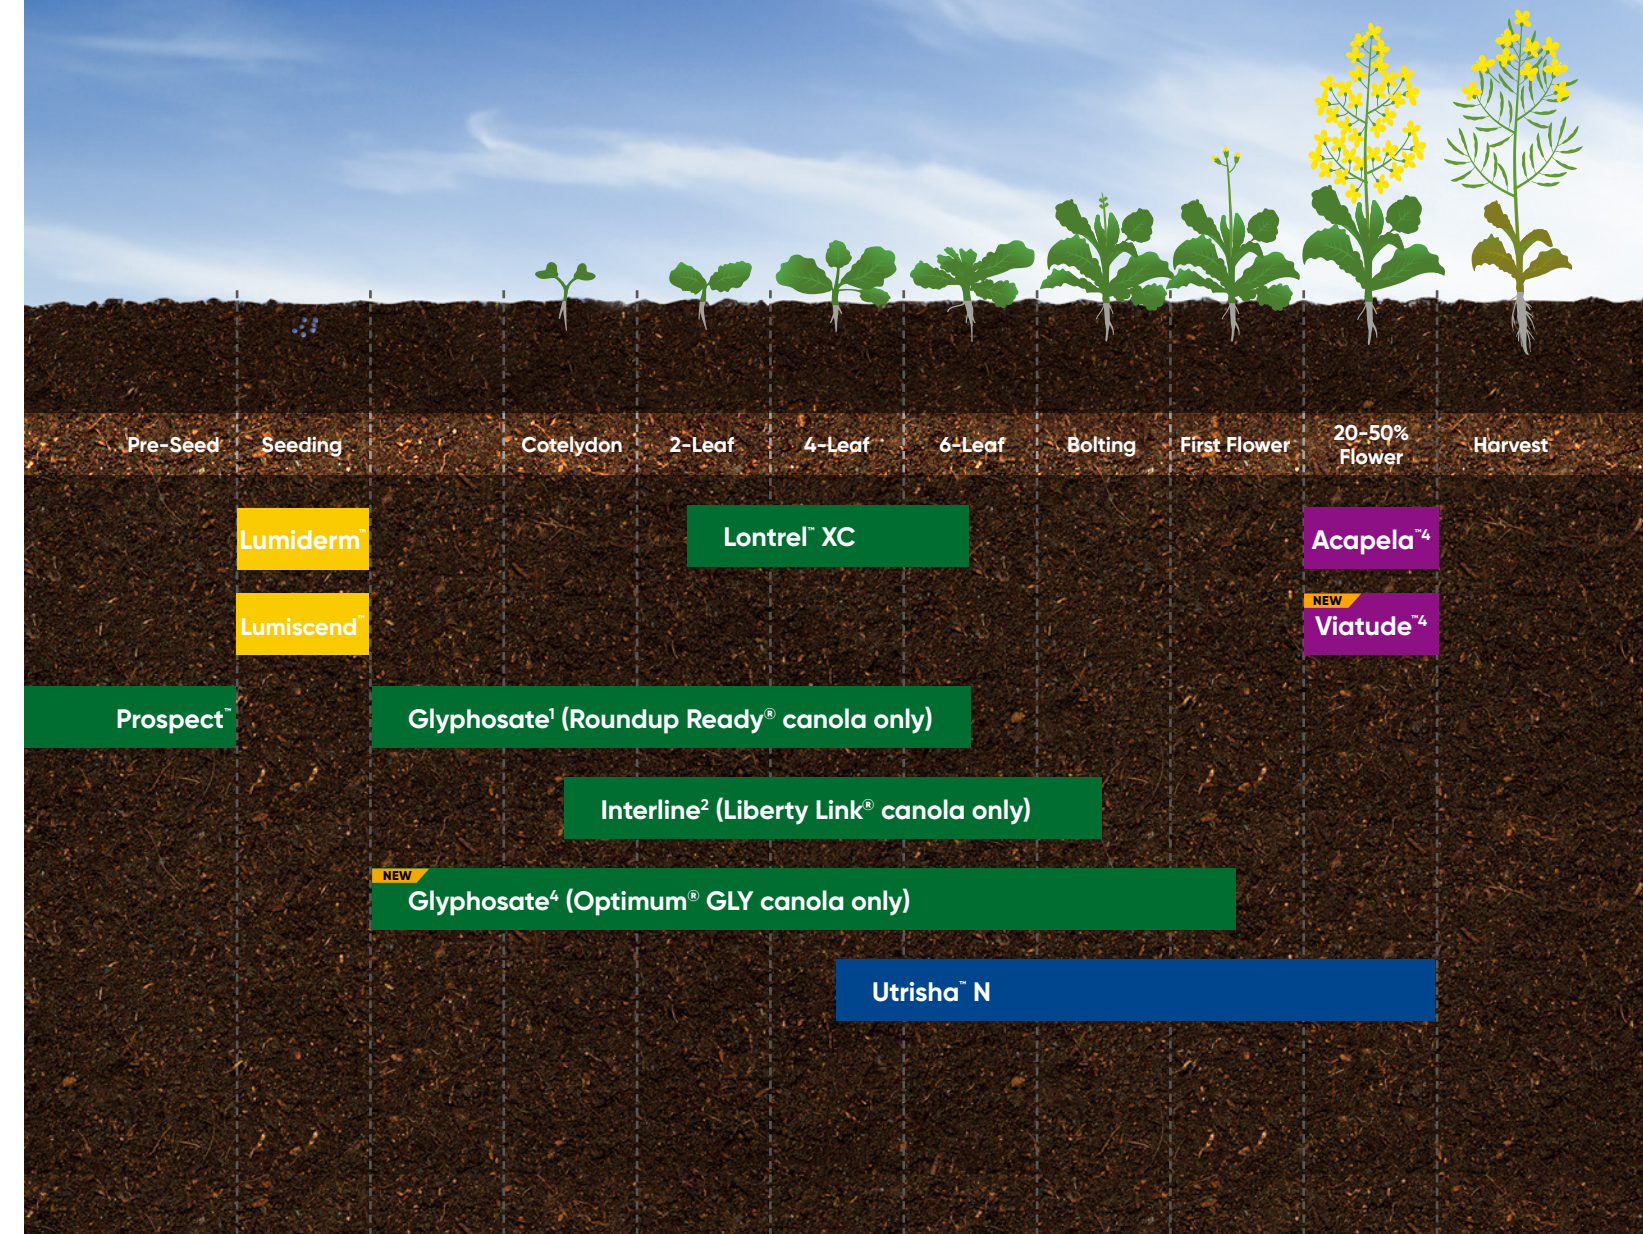 Pre-Seed
Seeding
Cotelydon
2-Leaf
4-Leaf
6-Leaf
Bolting
First Flower
20-50%
Flower
Harvest
Lumiderm™
Lontrel™ XC
Acapela™4
Lumiscend™
NEW
Viatude™4
Prospect™
Glyphosate1 (Roundup Ready® canola only)
Interline2 (Liberty Link® canola only)
NEW
Glyphosate4 (Optimum® GLY canola only)
Utrisha™ N